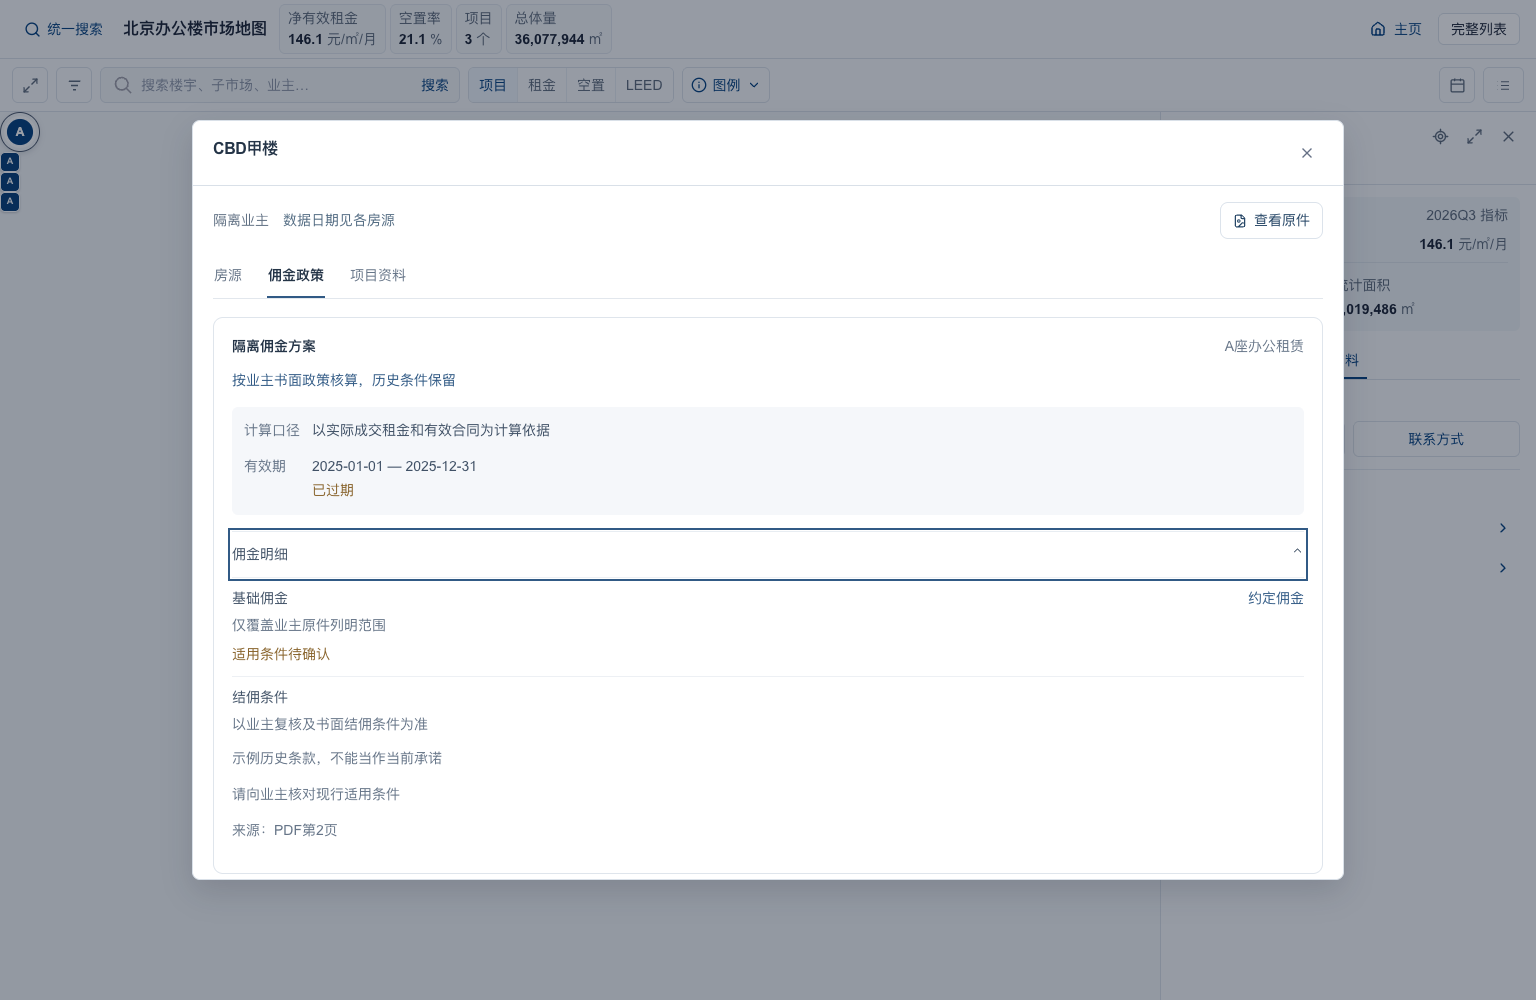 统一搜索
北京办公楼市场地图
净有效租金
146.1 元/㎡/月
空置率
21.1 %
项目
3 个
总体量
36,077,944 ㎡
主页
完整列表
搜索楼宇、子市场、业主…
搜索
项目
租金
空置
LEED
图例
A
A
A
A
CBD甲楼
隔离业主
数据日期见各房源
查看原件
房源
佣金政策
项目资料
隔离佣金方案
A座办公租赁
按业主书面政策核算，历史条件保留
计算口径
以实际成交租金和有效合同为计算依据
有效期
2025-01-01 — 2025-12-31
已过期
佣金明细
基础佣金
约定佣金
仅覆盖业主原件列明范围
适用条件待确认
结佣条件
以业主复核及书面结佣条件为准
示例历史条款，不能当作当前承诺
请向业主核对现行适用条件
来源：PDF第2页
2026Q3 指标
146.1 元/㎡/月
计面积
,019,486 ㎡
料
联系方式